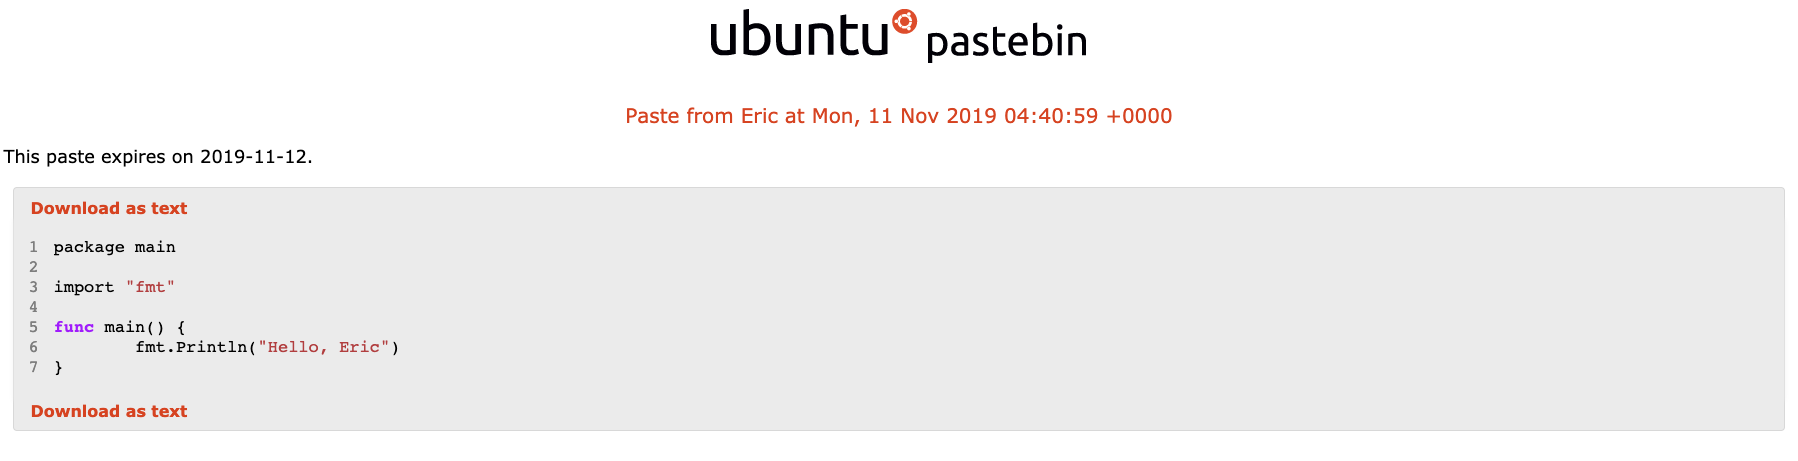 ubuntu pastebin
Paste from Eric at Mon, 11 Nov 2019 04:40:59 +0000
This paste expires on 2019-11-12.
Download as text
1 package main
2
3 import "fmt"
4
5 func main() {
6         fmt.Println("Hello, Eric")
7 }
Download as text